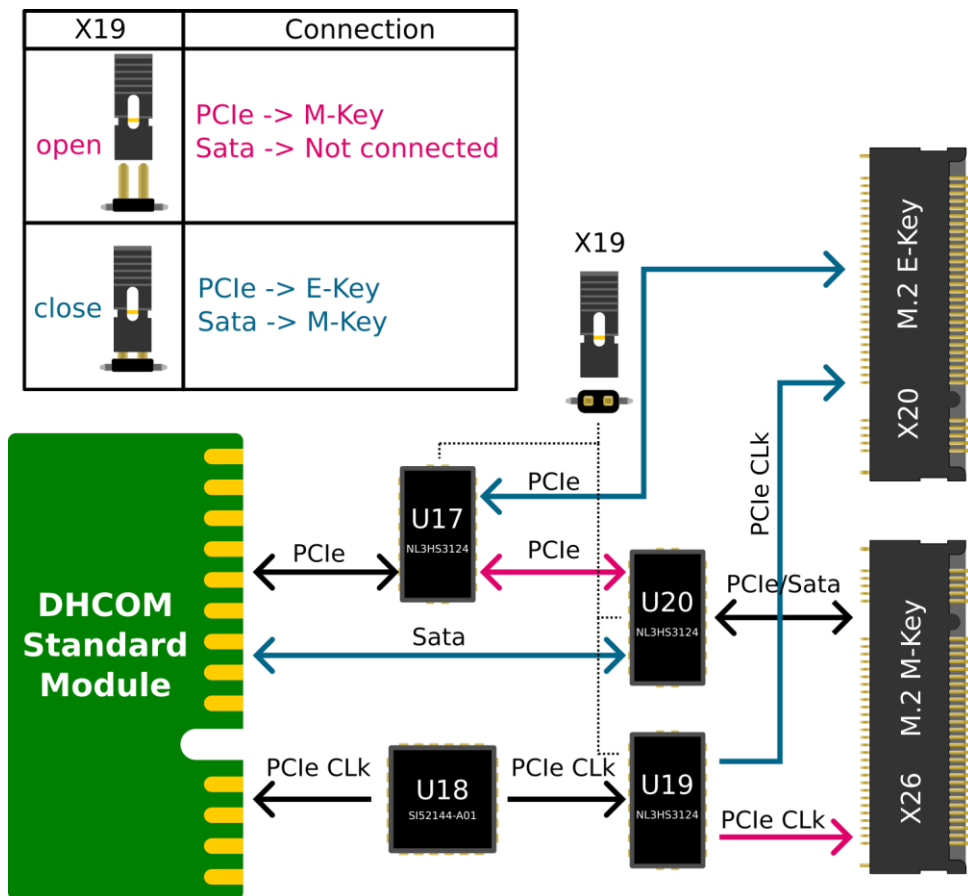 X19
Connection
open
PCIe -> M-Key
Sata -> Not connected
close
PCIe -> E-Key
Sata -> M-Key
X19
M.2 E-Key
X20
DHCOM
Standard
Module
PCIe
U17
NL3HS3124
PCIe
PCIe
Sata
U20
NL3HS3124
PCIe/Sata
PCIe CLk
M.2 M-Key
X26
PCIe CLk
U18
SI52144-A01
PCIe CLk
U19
NL3HS3124
PCIe CLk